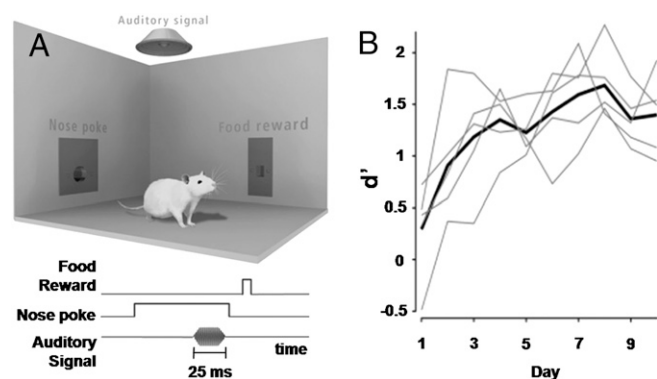 A
Auditory signal
Nose poke
Food reward
Food
Reward
Nose poke
Auditory
Signal
time
25 ms
B
d'
2
1.5
1
0.5
0
-0.5
1
3
5
7
9
Day